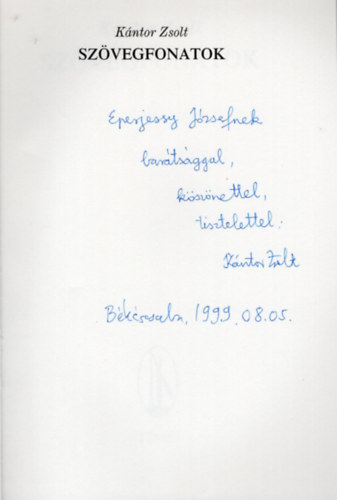 Kántor Zsolt
SZÖVEGFONATOK
Eperjessy Józsefnek
barátsággal,
köszönettel,
tisztelettel:
Kántor Zsolt
Békéscsaba, 1999. 08. 05.